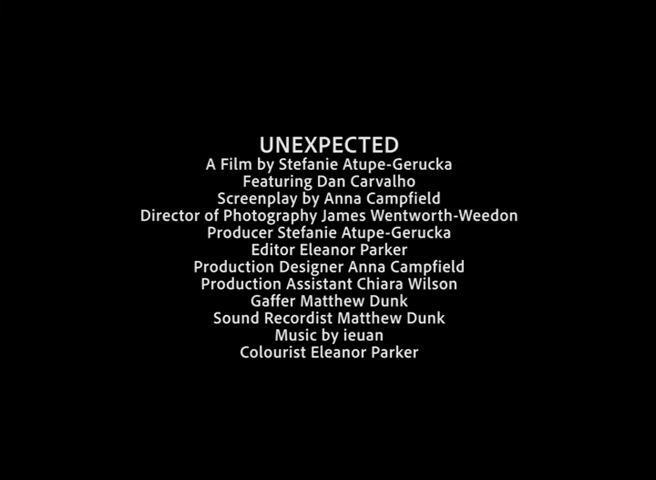 UNEXPECTED
A Film by Stefanie Atupe-Gerucka
Featuring Dan Carvalho
Screenplay by Anna Campfield
Director of Photography James Wentworth-Weedon
Producer Stefanie Atupe-Gerucka
Editor Eleanor Parker
Production Designer Anna Campfield
Production Assistant Chiara Wilson
Gaffer Matthew Dunk
Sound Recordist Matthew Dunk
Music by ieuan
Colourist Eleanor Parker